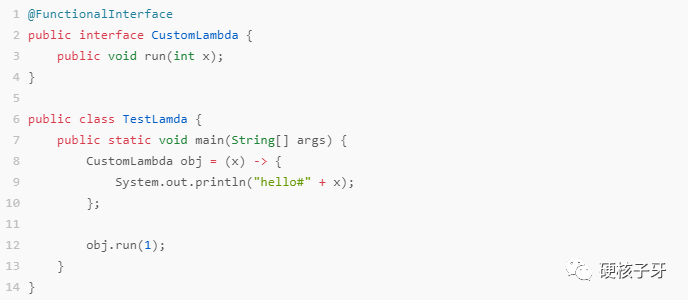 1 @FunctionalInterface
2 public interface CustomLambda {
3     public void run(int x);
4 }
5
6 public class TestLamda {
7     public static void main(String[] args) {
8         CustomLambda obj = (x) -> {
9             System.out.println("hello#" + x);
10         };
11
12         obj.run(1);
13     }
14 }
硬核子牙